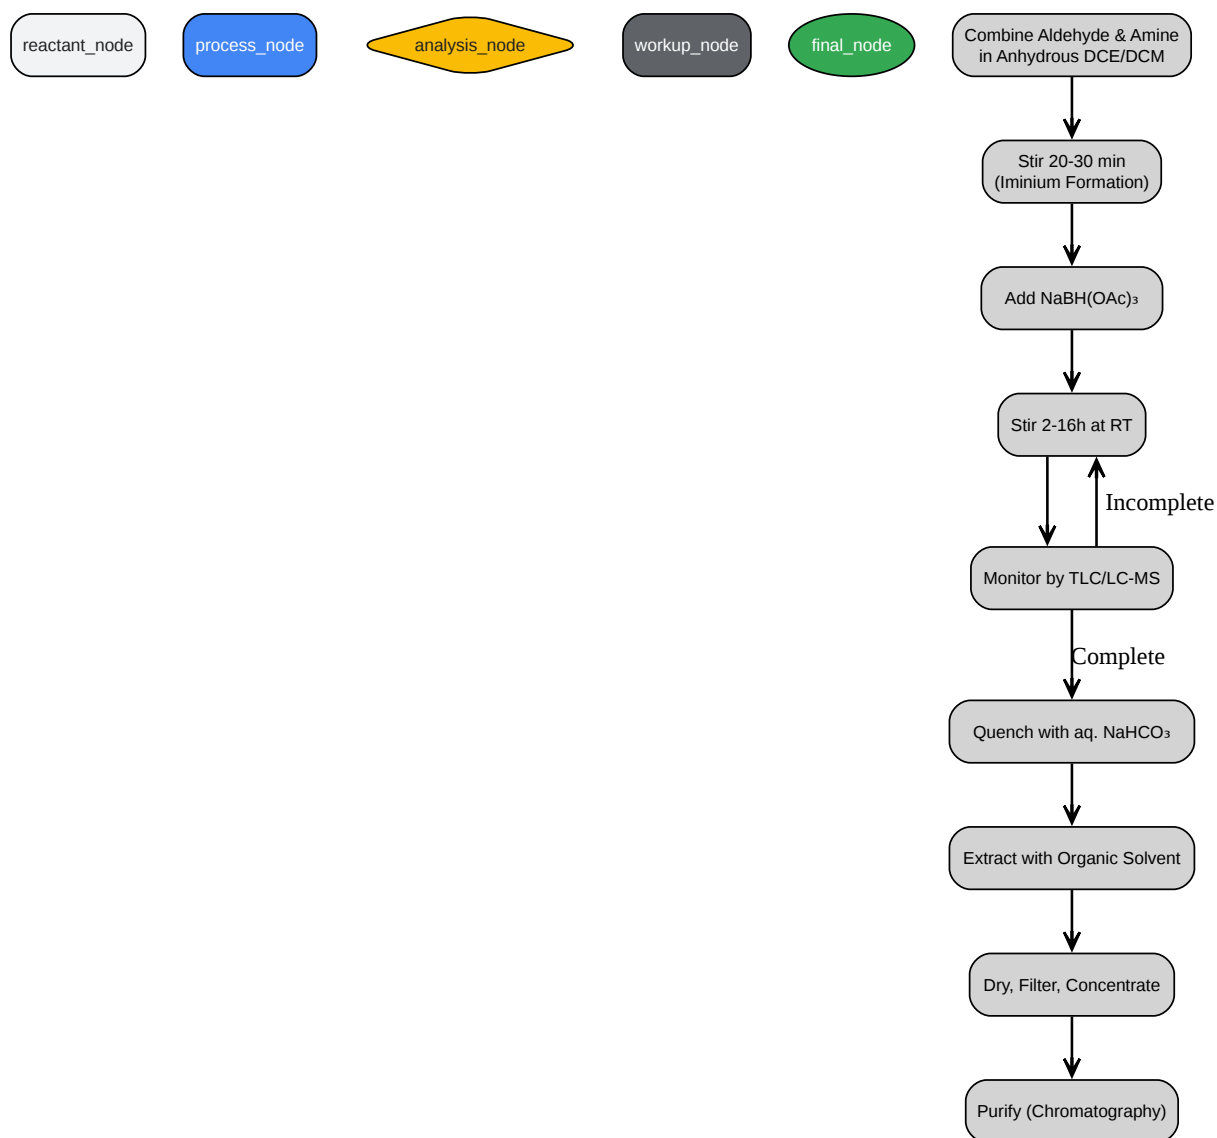 reactant_node
process_node
analysis_node
workup_node
final_node
Combine Aldehyde & Amine
in Anhydrous DCE/DCM
Stir 20-30 min
(Iminium Formation)
Add NaBH(OAc)₃
Stir 2-16h at RT
Incomplete
Monitor by TLC/LC-MS
Complete
Quench with aq. NaHCO₃
Extract with Organic Solvent
Dry, Filter, Concentrate
Purify (Chromatography)